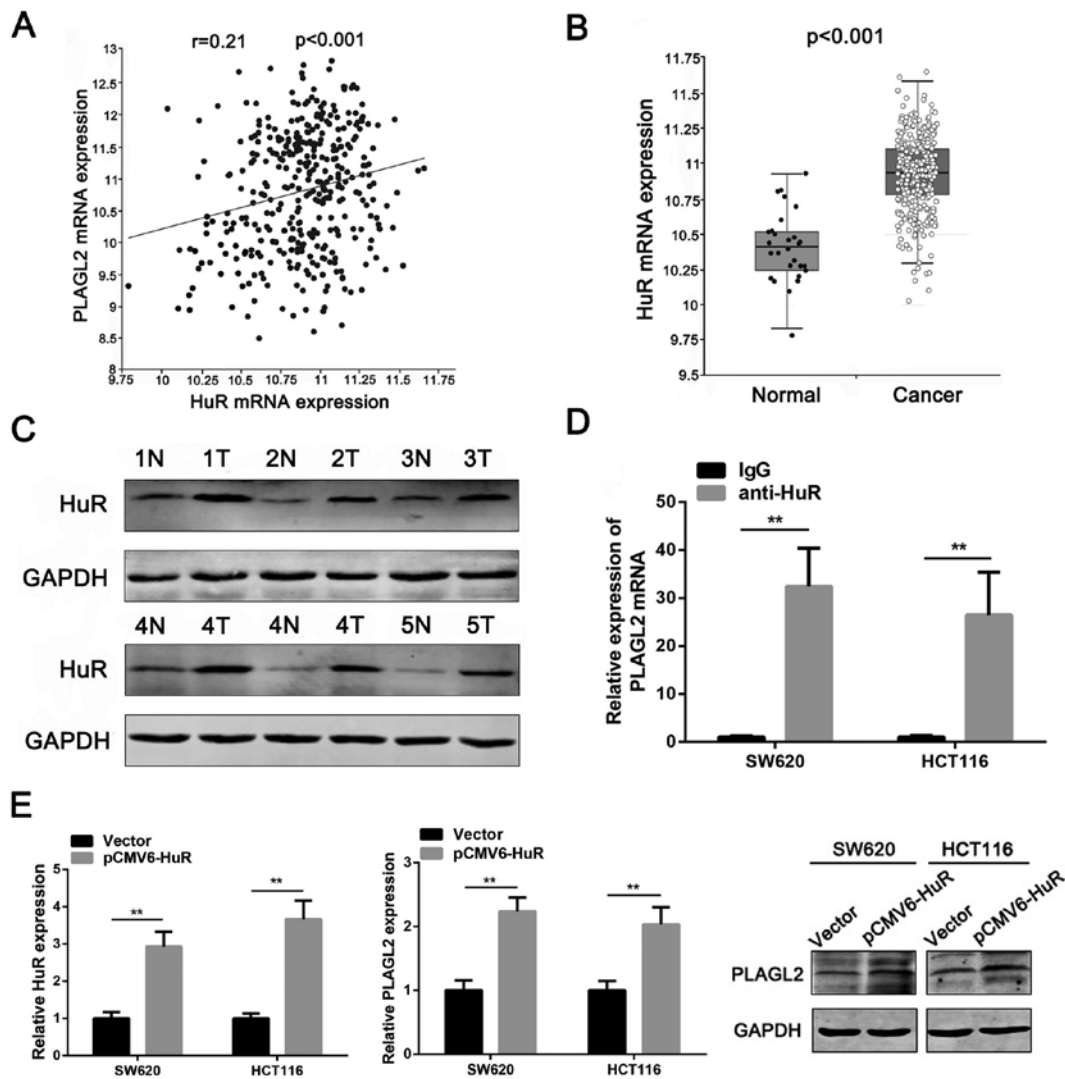 A
r=0.21 p<0.001
PLAGL2 mRNA expression
13
12.5
12
11.5
11
10.5
10
9.5
9
8.5
8
9.75 10 10.25 10.5 10.75 11 11.25 11.5 11.75
HuR mRNA expression
B
p<0.001
HuR mRNA expression
11.75
11.5
11.25
11
10.75
10.5
10.25
10
9.75
9.5
Normal Cancer
C
1N 1T 2N 2T 3N 3T
HuR
GAPDH
4N 4T 4N 4T 5N 5T
HuR
GAPDH
D
IgG
anti-HuR
Relative expression of
PLAGL2 mRNA
50
40
30
20
10
0
** **
SW620 HCT116
E
Vector
pCMV6-HuR
Relative HuR expression
5
4
3
2
1
0
** **
SW620 HCT116
Vector
pCMV6-HuR
Relative PLAGL2 expression
3
2
1
0
** **
SW620 HCT116
SW620 HCT116
Vector pCMV6-HuR Vector pCMV6-HuR
PLAGL2
GAPDH